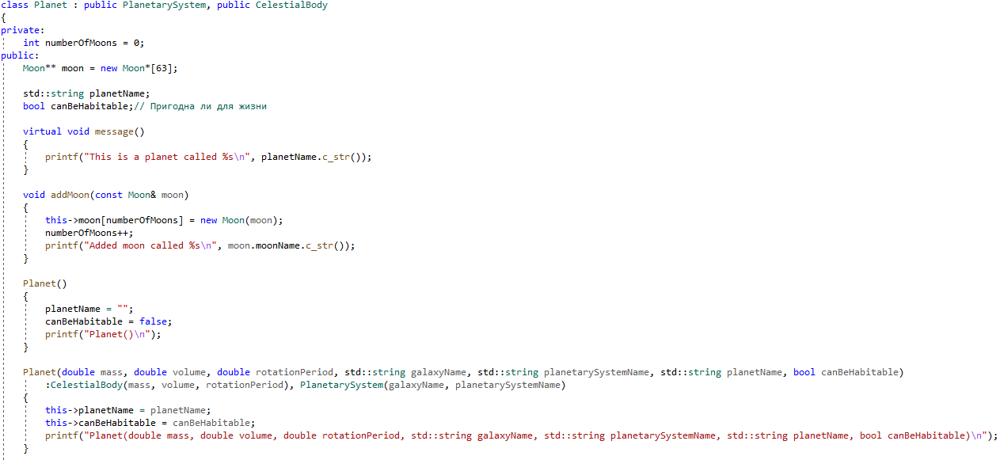 class Planet : public PlanetarySystem, public CelestialBody
{
private:
    int numberOfMoons = 0;
public:
    Moon** moon = new Moon*[63];

    std::string planetName;
    bool canBeHabitable;// Пригодна ли для жизни

    virtual void message()
    {
        printf("This is a planet called %s\n", planetName.c_str());
    }

    void addMoon(const Moon& moon)
    {
        this->moon[numberOfMoons] = new Moon(moon);
        numberOfMoons++;
        printf("Added moon called %s\n", moon.moonName.c_str());
    }

    Planet()
    {
        planetName = "";
        canBeHabitable = false;
        printf("Planet()\n");
    }

    Planet(double mass, double volume, double rotationPeriod, std::string galaxyName, std::string planetarySystemName, std::string planetName, bool canBeHabitable)
        :CelestialBody(mass, volume, rotationPeriod), PlanetarySystem(galaxyName, planetarySystemName)
    {
        this->planetName = planetName;
        this->canBeHabitable = canBeHabitable;
        printf("Planet(double mass, double volume, double rotationPeriod, std::string galaxyName, std::string planetarySystemName, std::string planetName, bool canBeHabitable)\n");
    }